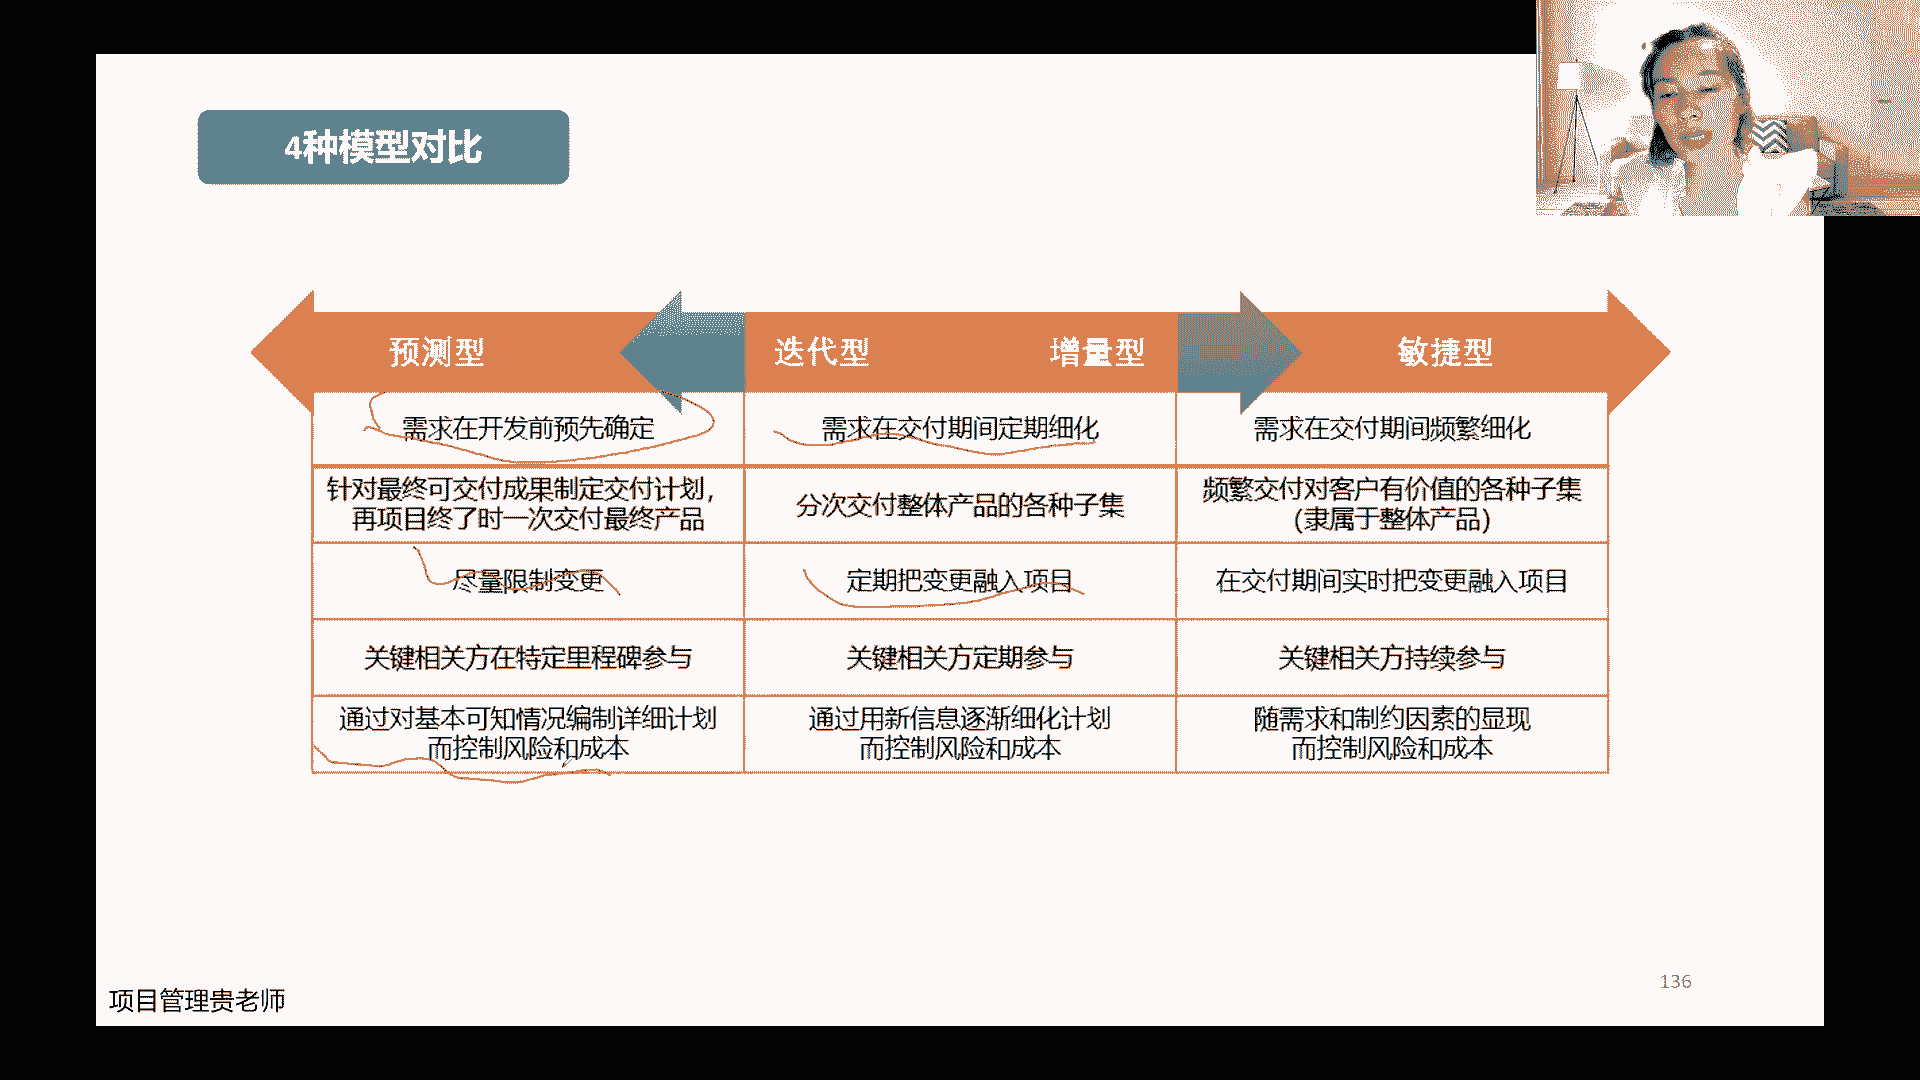 4种模型对比
预测型
迭代型
增量型
敏捷型
需求在开发前预先确定
需求在交付期间定期细化
需求在交付期间频繁细化
针对最终可交付成果制定交付计划，
再项目终了时一次交付最终产品
分次交付整体产品的各种子集
频繁交付对客户有价值的各种子集
(隶属于整体产品)
尽量限制变更
定期把变更融入项目
在交付期间实时把变更融入项目
关键相关方在特定里程碑参与
关键相关方定期参与
关键相关方持续参与
通过对基本可知情况编制详细计划
而控制风险和成本
通过用新信息逐渐细化计划
而控制风险和成本
随需求和制约因素的显现
而控制风险和成本
136
项目管理贵老师